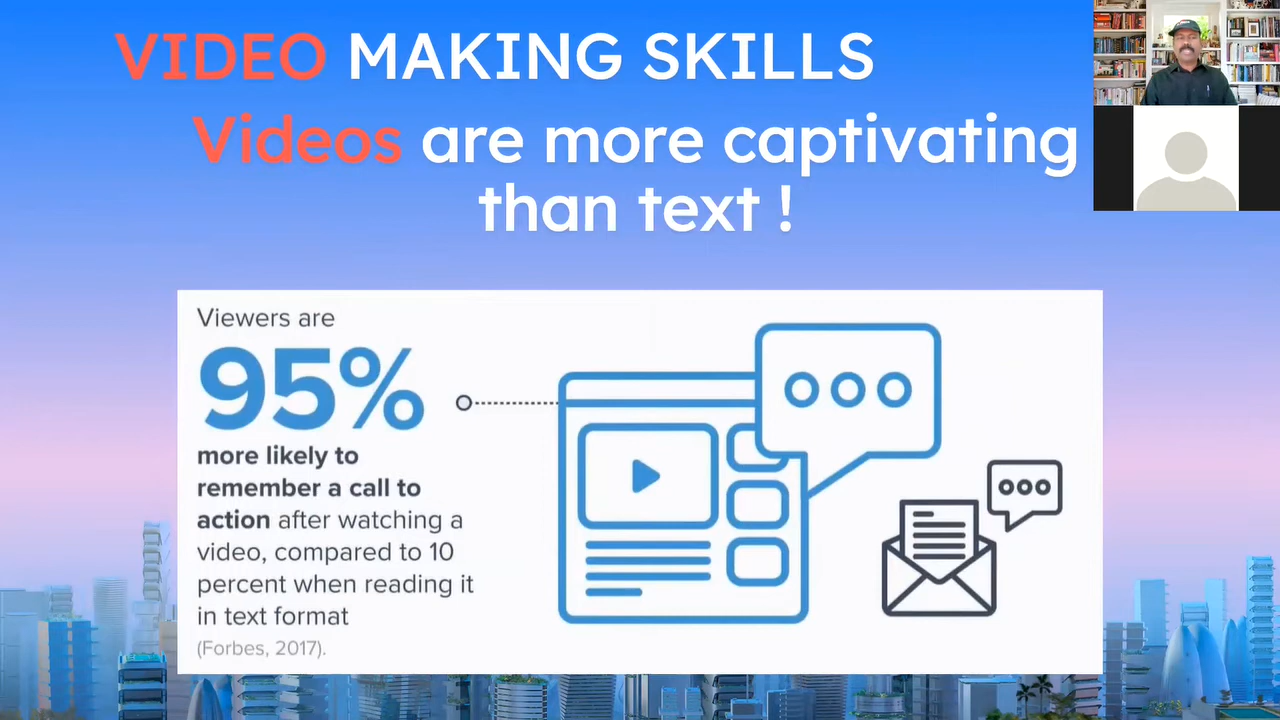 VIDEO MAKING SKILLS
Videos are more captivating
than text !
Viewers are
95%
more likely to
remember a call to
action after watching a
video, compared to 10
percent when reading it
in text format
(Forbes, 2017).